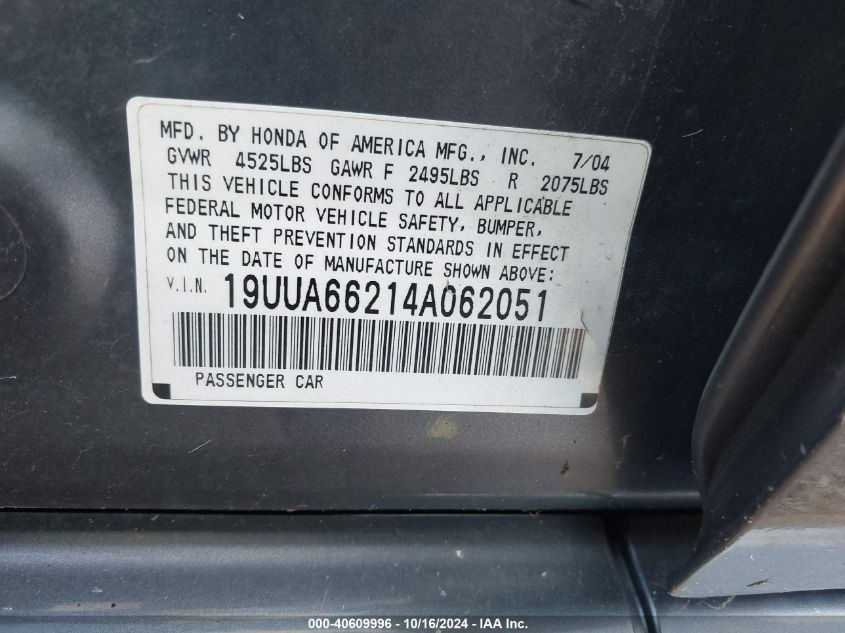 MFD. BY HONDA OF AMERICA MFG., INC. 7/04
GVWR 4525LBS GAWR F 2495LBS R 2075LBS
THIS VEHICLE CONFORMS TO ALL APPLICABLE
FEDERAL MOTOR VEHICLE SAFETY, BUMPER,
AND THEFT PREVENTION STANDARDS IN EFFECT
ON THE DATE OF MANUFACTURE SHOWN ABOVE:
V.I.N. 19UUA66214A062051
PASSENGER CAR
000-40609996 - 10/16/2024 - IAA Inc.